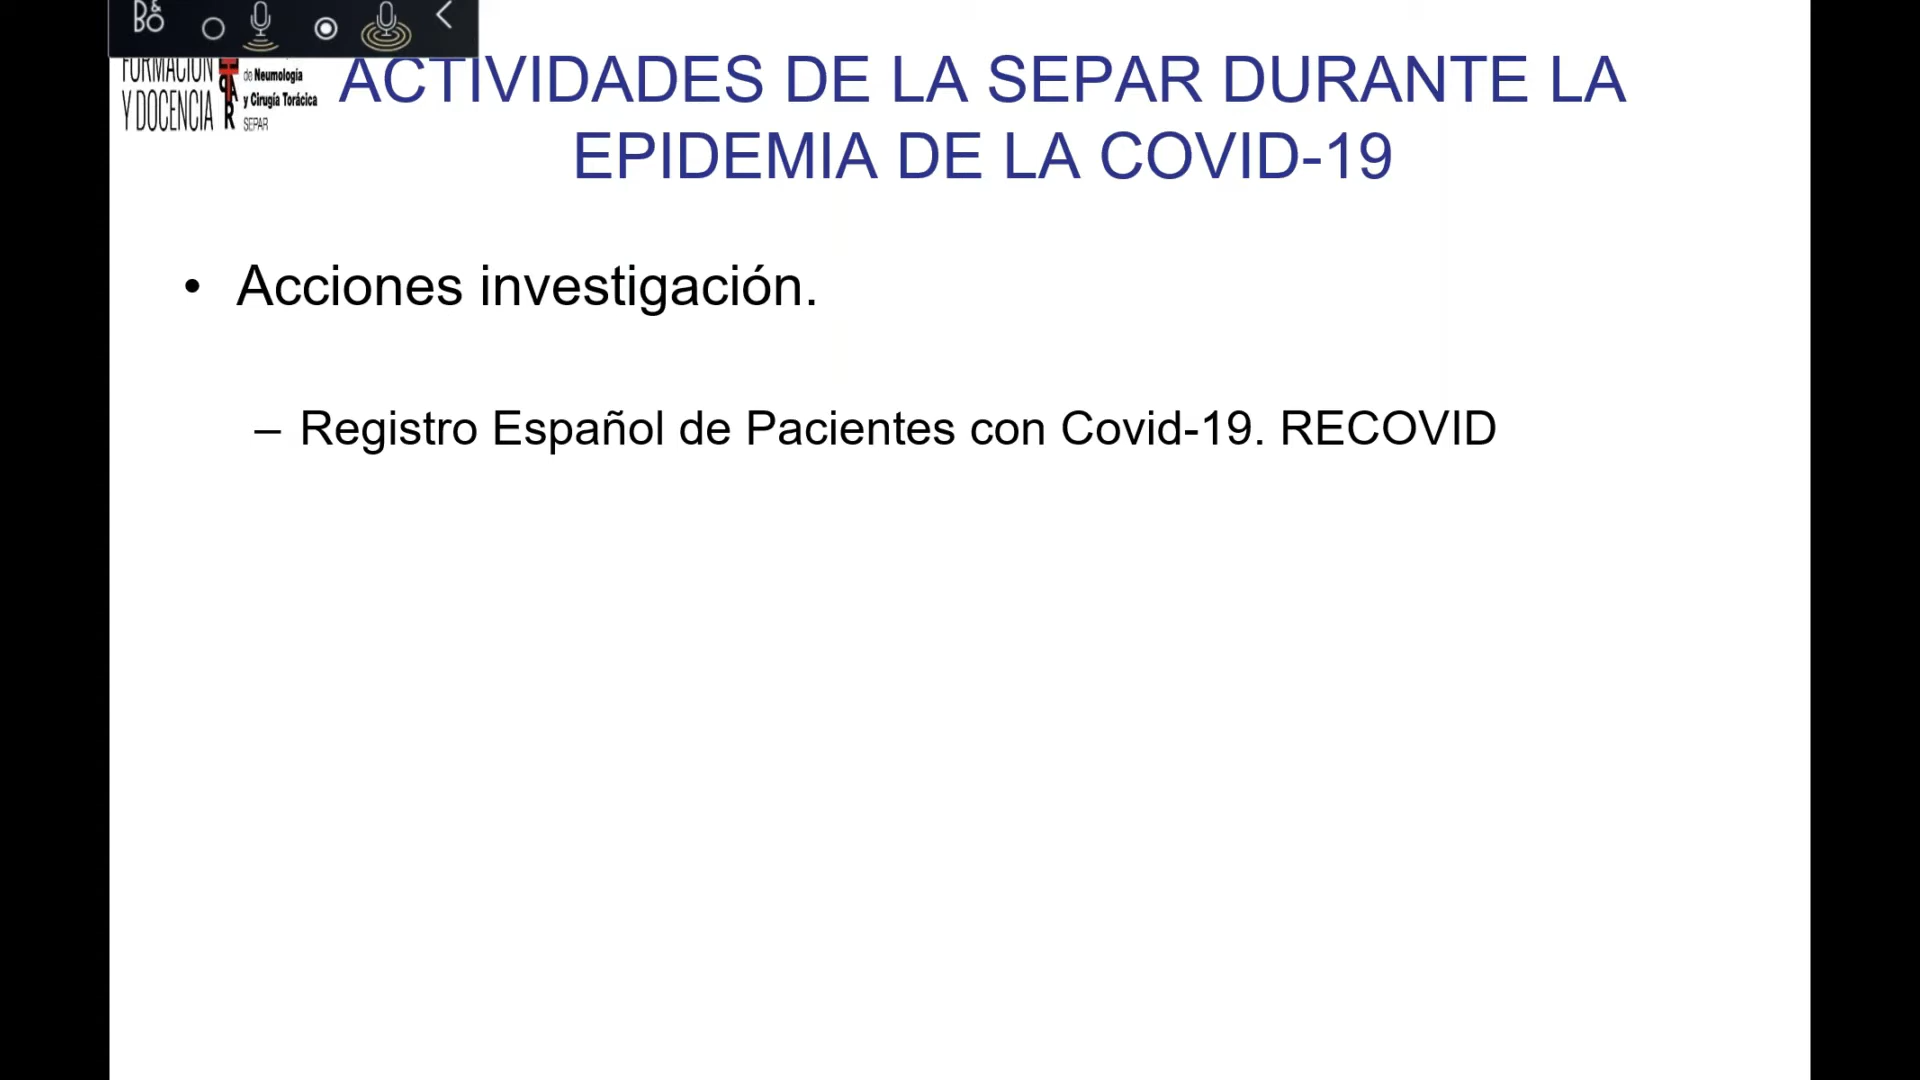 B&O
FORMACIÓN
Y DOCENCIA
de Neumología
y Cirugía Torácica
SEPAR
ACTIVIDADES DE LA SEPAR DURANTE LA
EPIDEMIA DE LA COVID-19
• Acciones investigación.
– Registro Español de Pacientes con Covid-19. RECOVID